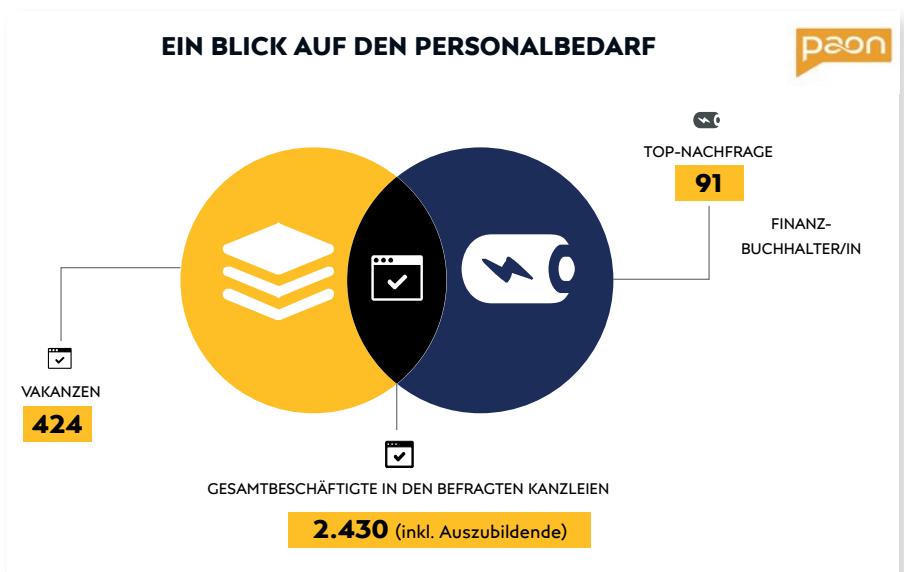 EIN BLICK AUF DEN PERSONALBEDARF
paon
TOP-NACHFRAGE
91
FINANZ-
BUCHHALTER/IN
VAKANZEN
424
GESAMTBESCHÄFTIGTE IN DEN BEFRAGTEN KANZLEIEN
2.430 (inkl. Auszubildende)